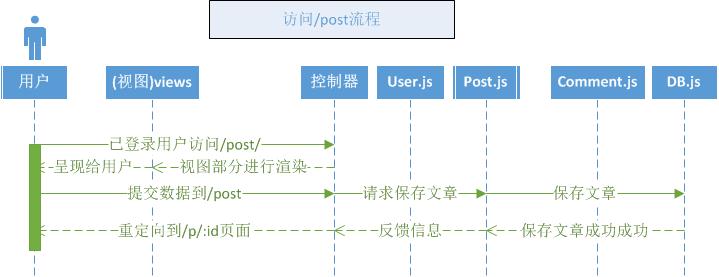 访问/post流程
用户
(视图)views
控制器
User.js
Post.js
Comment.js
DB.js
已登录用户访问/post/
呈现给用户
视图部分进行渲染
提交数据到/post
请求保存文章
保存文章
重定向到/p/:id页面
反馈信息
保存文章成功成功